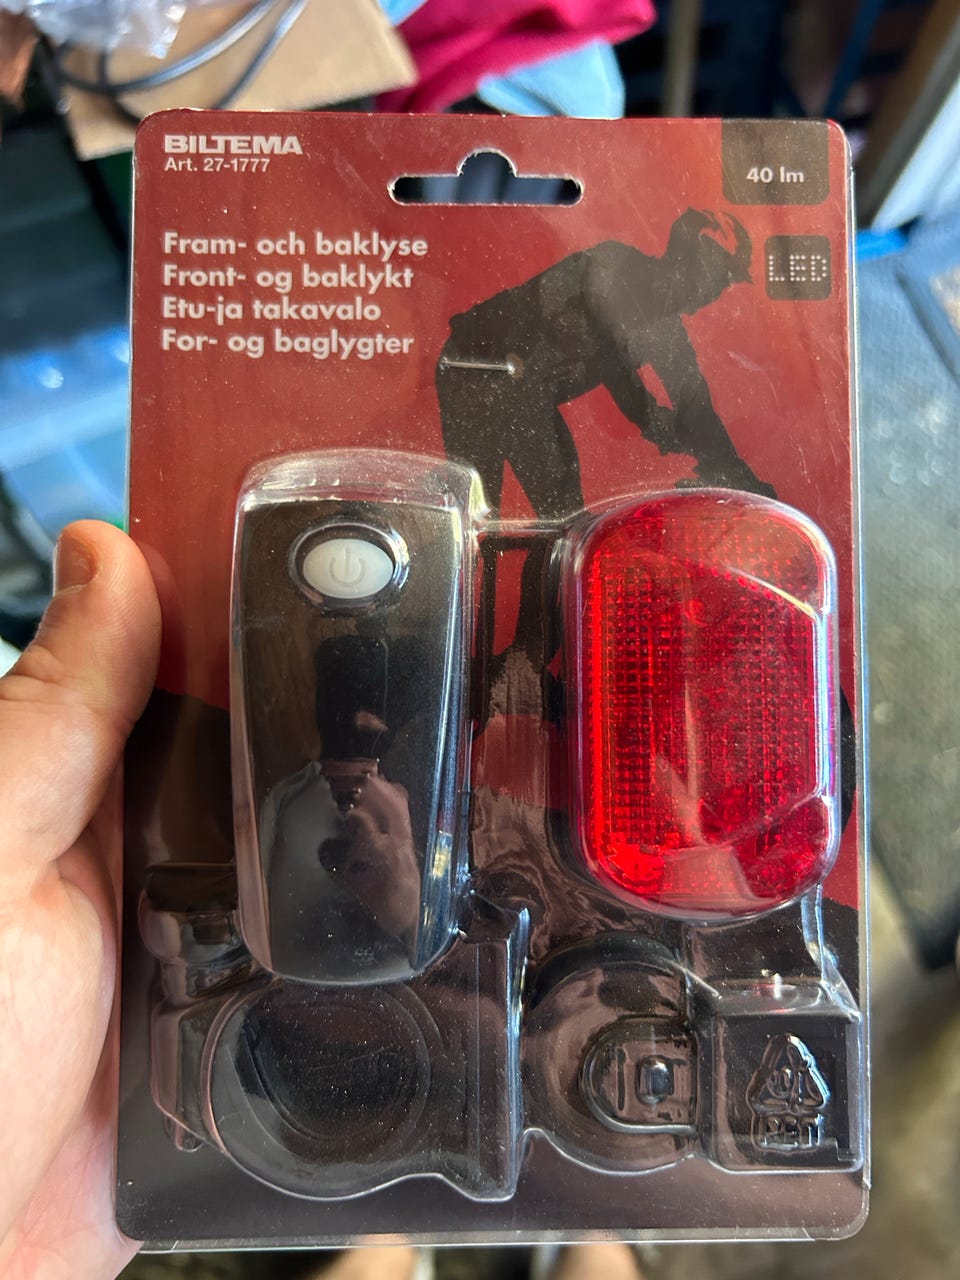 BILTEMA
Art. 27-1777
40 lm
LED
Fram- och baklyse
Front- og baklykt
Etu-ja takavalo
For- og baglygter